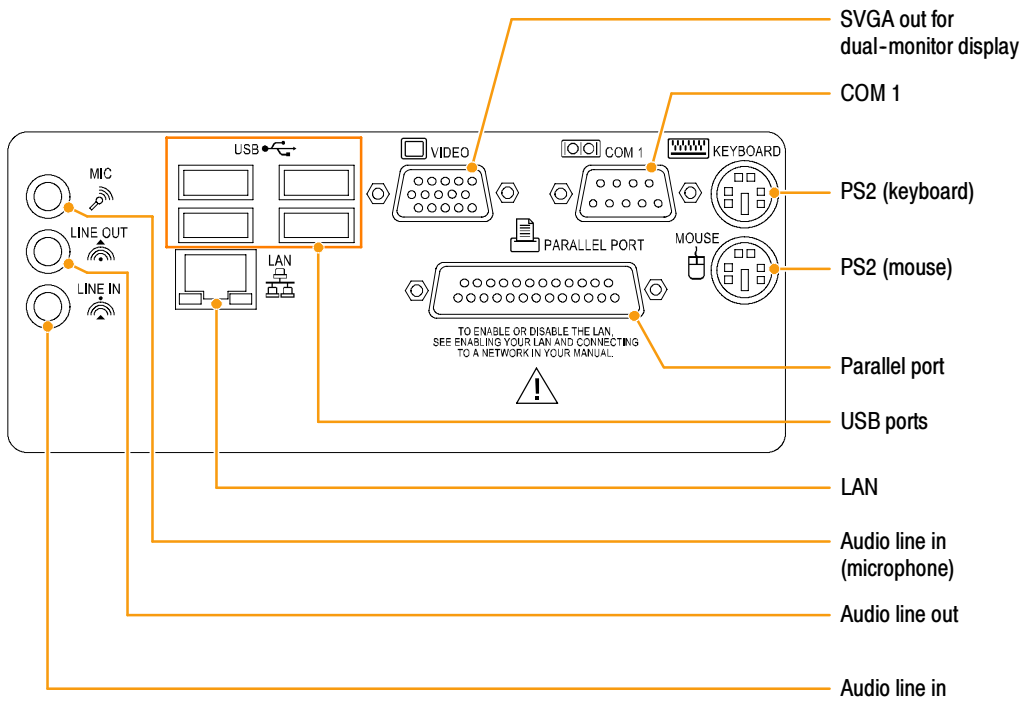 SVGA out for
dual-monitor display
COM 1
USB
VIDEO
COM 1
KEYBOARD
MIC
PS2 (keyboard)
LINE OUT
PARALLEL PORT
MOUSE
LAN
PS2 (mouse)
LINE IN
TO ENABLE OR DISABLE THE LAN,
SEE ENABLING YOUR LAN AND CONNECTING
TO A NETWORK IN YOUR MANUAL.
Parallel port
!
USB ports
LAN
Audio line in
(microphone)
Audio line out
Audio line in